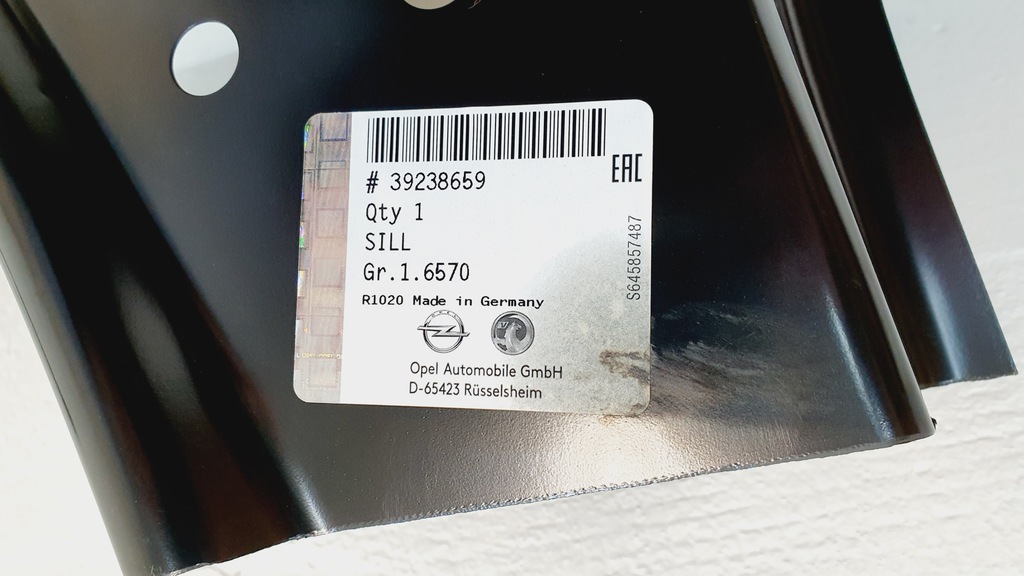 # 39238659
EAC
Qty 1
SILL
Gr.1.6570
S645857487
R1020 Made in Germany
Opel Automobile GmbH
D-65423 Rüsselsheim